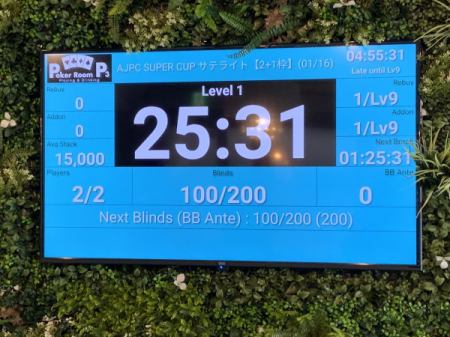 Poker Room P3
Playing & Drinking
AJPC SUPER CUP サテライト【2+1枠】(01/16)
04:55:31
Late until Lv9
Rebuy
0
Addon
0
Avg Stack
15,000
Players
2/2
Level 1
25:31
Blinds
100/200
1/Lv9
Addon
1/Lv9
Next Break
01:25:31
BB Ante
0
Next Blinds (BB Ante) : 100/200 (200)